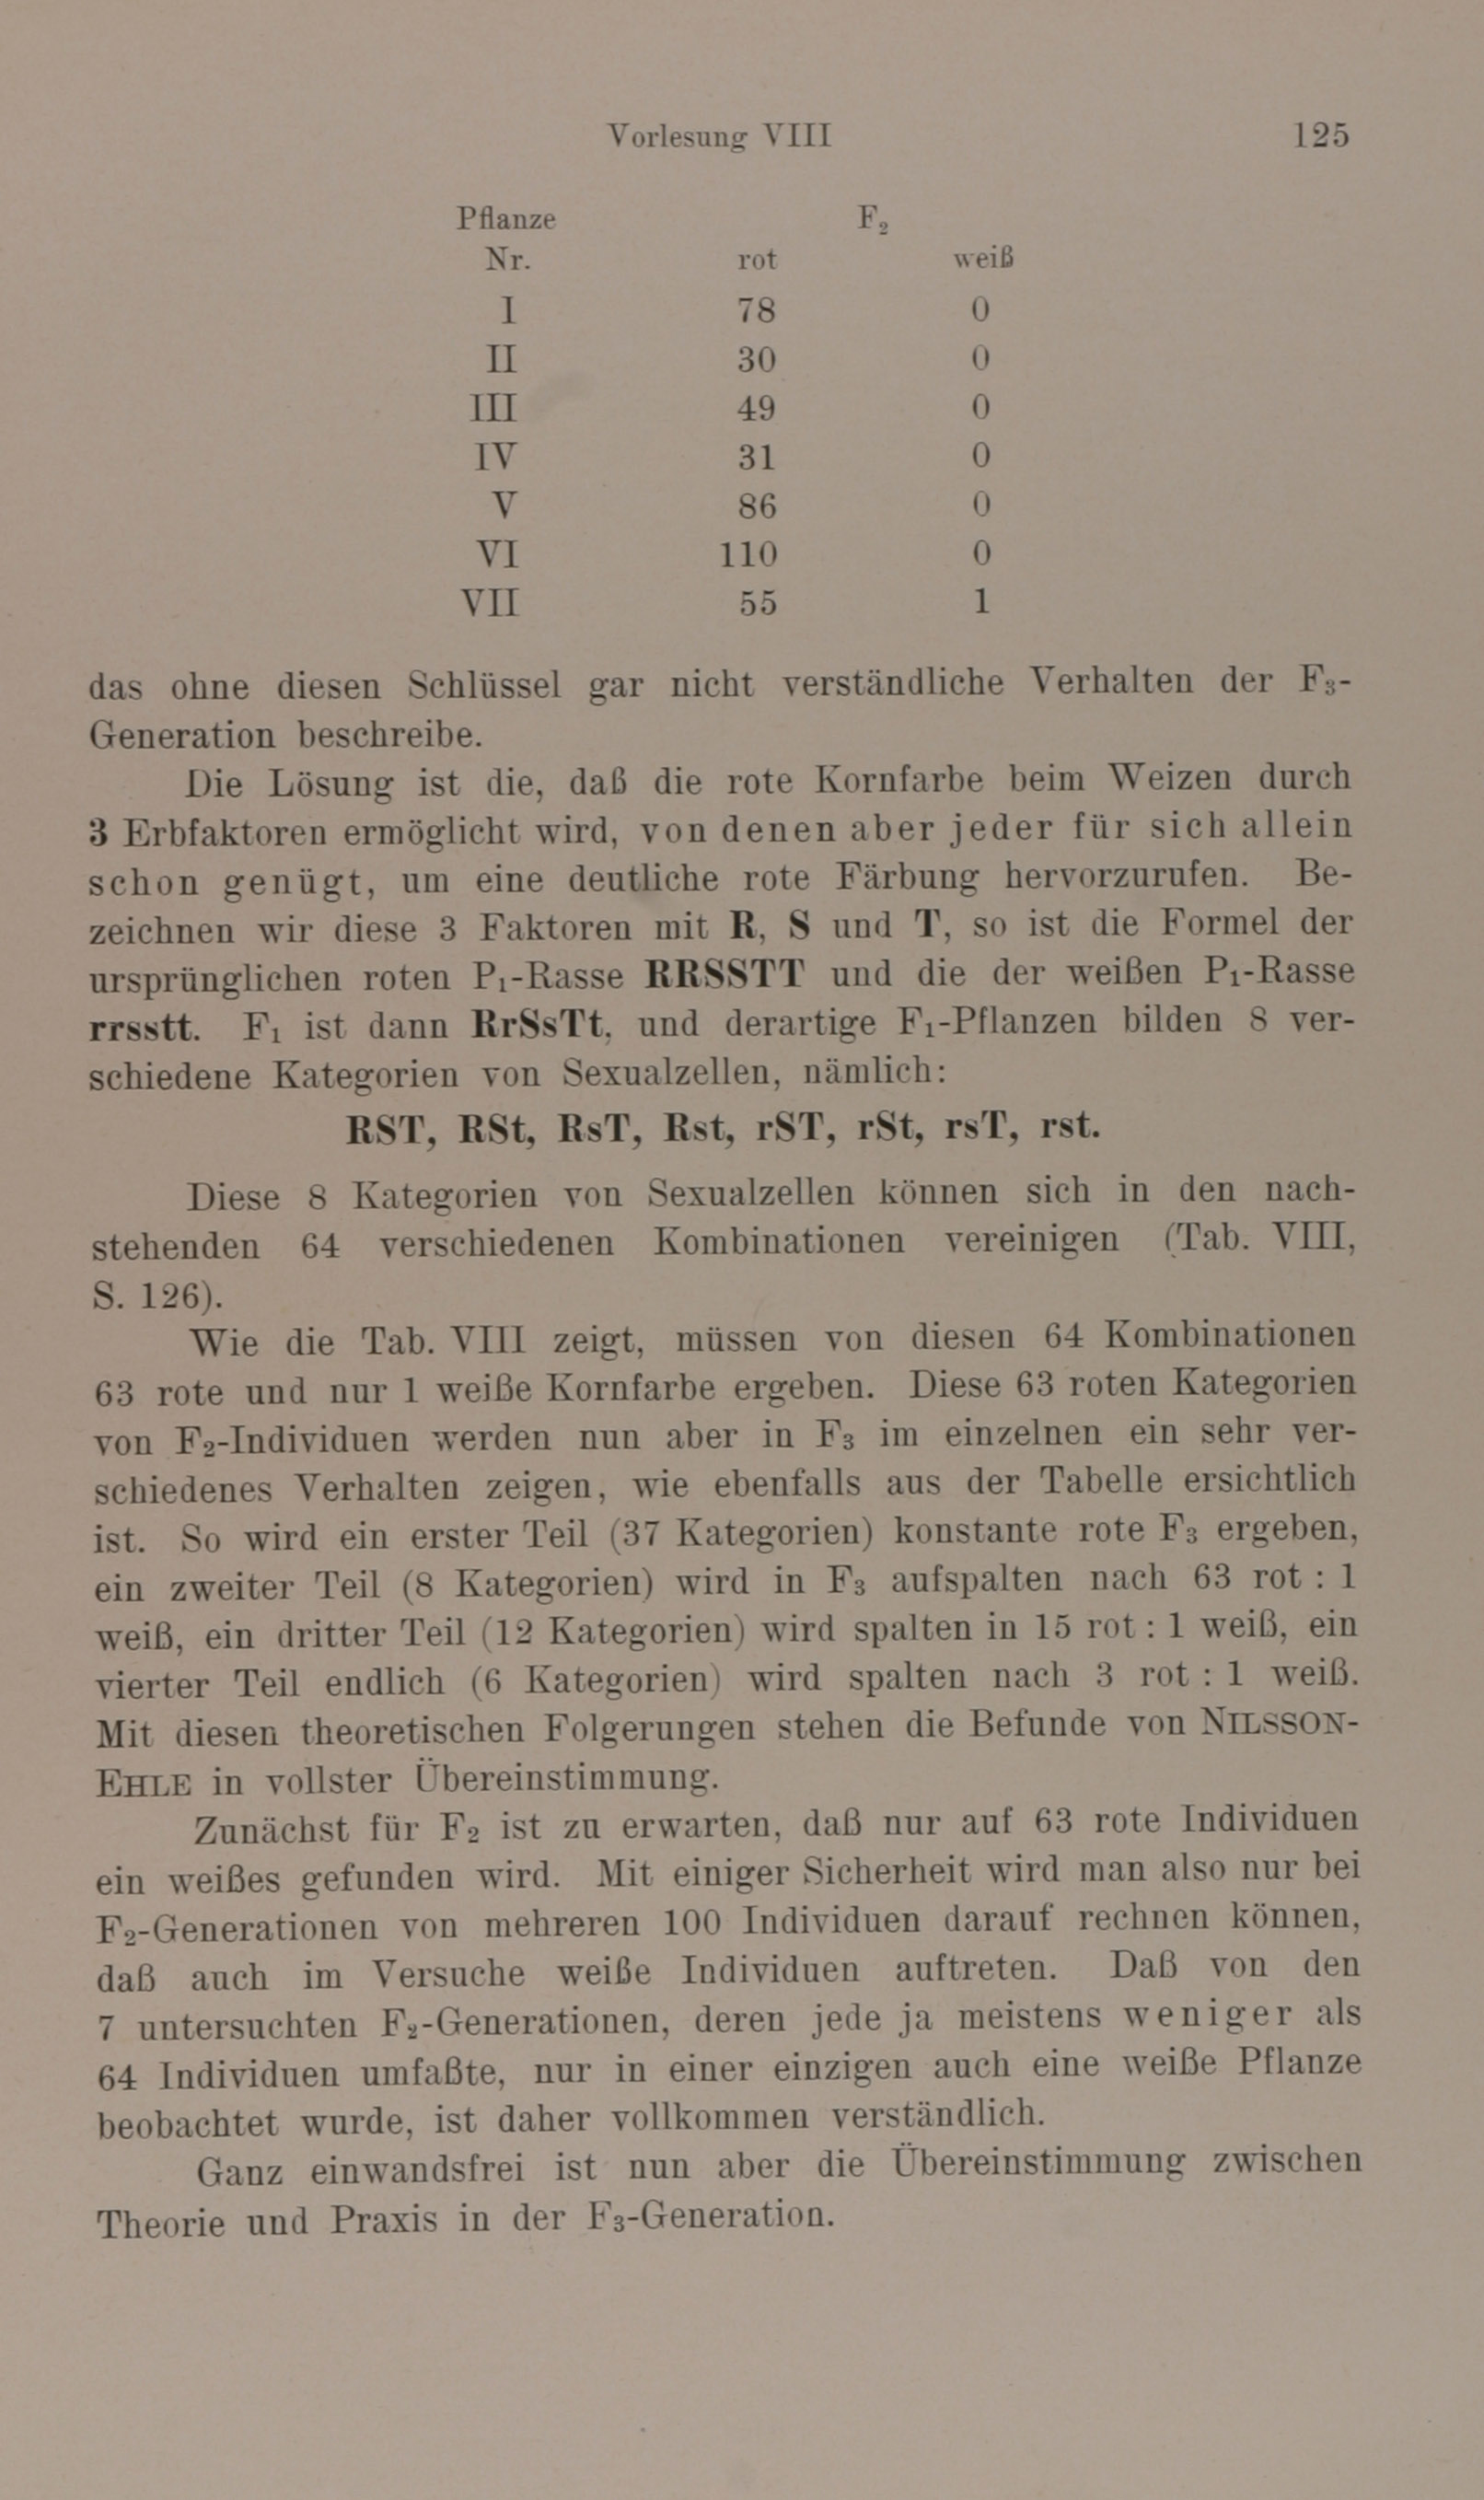 Vorlesung VIII 125
Pflanze F₂
Nr. rot weiß
I 78 0
II 30 0
III 49 0
IV 31 0
V 86 0
VI 110 0
VII 55 1
das ohne diesen Schlüssel gar nicht verständliche Verhalten der F₃-
Generation beschreibe.
Die Lösung ist die, daß die rote Kornfarbe beim Weizen durch
3 Erbfaktoren ermöglicht wird, von denen aber jeder für sich allein
schon genügt, um eine deutliche rote Färbung hervorzurufen. Be-
zeichnen wir diese 3 Faktoren mit R, S und T, so ist die Formel der
ursprünglichen roten P₁-Rasse RRSSTT und die der weißen P₁-Rasse
rrsstt. F₁ ist dann RrSsTt, und derartige F₁-Pflanzen bilden 8 ver-
schiedene Kategorien von Sexualzellen, nämlich:
RST, RSt, RsT, Rst, rST, rSt, rsT, rst.
Diese 8 Kategorien von Sexualzellen können sich in den nach-
stehenden 64 verschiedenen Kombinationen vereinigen (Tab. VIII,
S. 126).
Wie die Tab. VIII zeigt, müssen von diesen 64 Kombinationen
63 rote und nur 1 weiße Kornfarbe ergeben. Diese 63 roten Kategorien
von F₂-Individuen werden nun aber in F₃ im einzelnen ein sehr ver-
schiedenes Verhalten zeigen, wie ebenfalls aus der Tabelle ersichtlich
ist. So wird ein erster Teil (37 Kategorien) konstante rote F₃ ergeben,
ein zweiter Teil (8 Kategorien) wird in F₃ aufspalten nach 63 rot : 1
weiß, ein dritter Teil (12 Kategorien) wird spalten in 15 rot : 1 weiß, ein
vierter Teil endlich (6 Kategorien) wird spalten nach 3 rot : 1 weiß.
Mit diesen theoretischen Folgerungen stehen die Befunde von NILSSON-
EHLE in vollster Übereinstimmung.
Zunächst für F₂ ist zu erwarten, daß nur auf 63 rote Individuen
ein weißes gefunden wird. Mit einiger Sicherheit wird man also nur bei
F₂-Generationen von mehreren 100 Individuen darauf rechnen können,
daß auch im Versuche weiße Individuen auftreten. Daß von den
7 untersuchten F₂-Generationen, deren jede ja meistens weniger als
64 Individuen umfaßte, nur in einer einzigen auch eine weiße Pflanze
beobachtet wurde, ist daher vollkommen verständlich.
Ganz einwandsfrei ist nun aber die Übereinstimmung zwischen
Theorie und Praxis in der F₃-Generation.